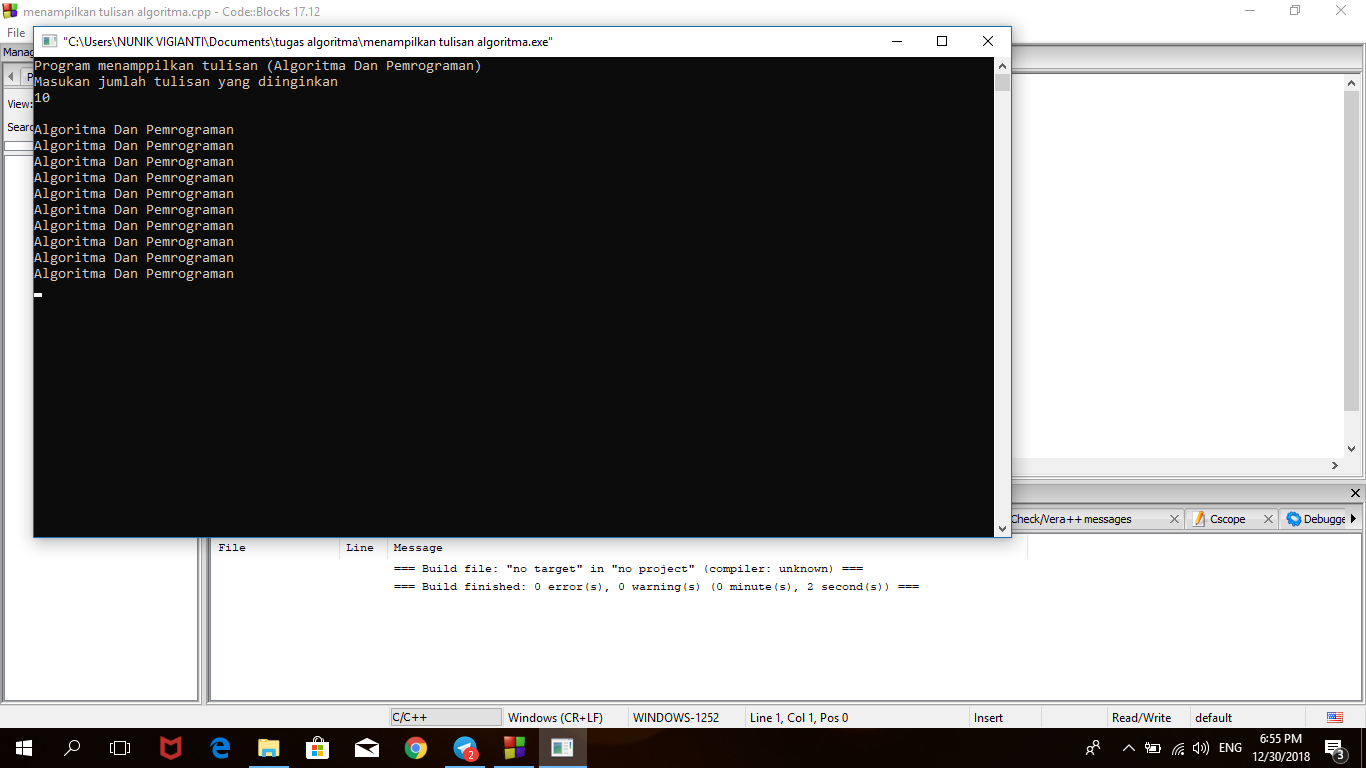 menampilkan tulisan algoritma.cpp - Code::Blocks 17.12
File
"C:\Users\NUNIK VIGIANTI\Documents\tugas algoritma\menampilkan tulisan algoritma.exe"
Program menamppilkan tulisan (Algoritma Dan Pemrograman)
Masukan jumlah tulisan yang diinginkan
10
Algoritma Dan Pemrograman
Algoritma Dan Pemrograman
Algoritma Dan Pemrograman
Algoritma Dan Pemrograman
Algoritma Dan Pemrograman
Algoritma Dan Pemrograman
Algoritma Dan Pemrograman
Algoritma Dan Pemrograman
Algoritma Dan Pemrograman
Algoritma Dan Pemrograman
Manag
P
View:
Searc
Check/Vera++ messages
Cscope
Debugge
File Line Message
=== Build file: "no target" in "no project" (compiler: unknown) ===
=== Build finished: 0 error(s), 0 warning(s) (0 minute(s), 2 second(s)) ===
C/C++ Windows (CR+LF) WINDOWS-1252 Line 1, Col 1, Pos 0 Insert Read/Write default
2
ENG
6:55 PM
12/30/2018
3